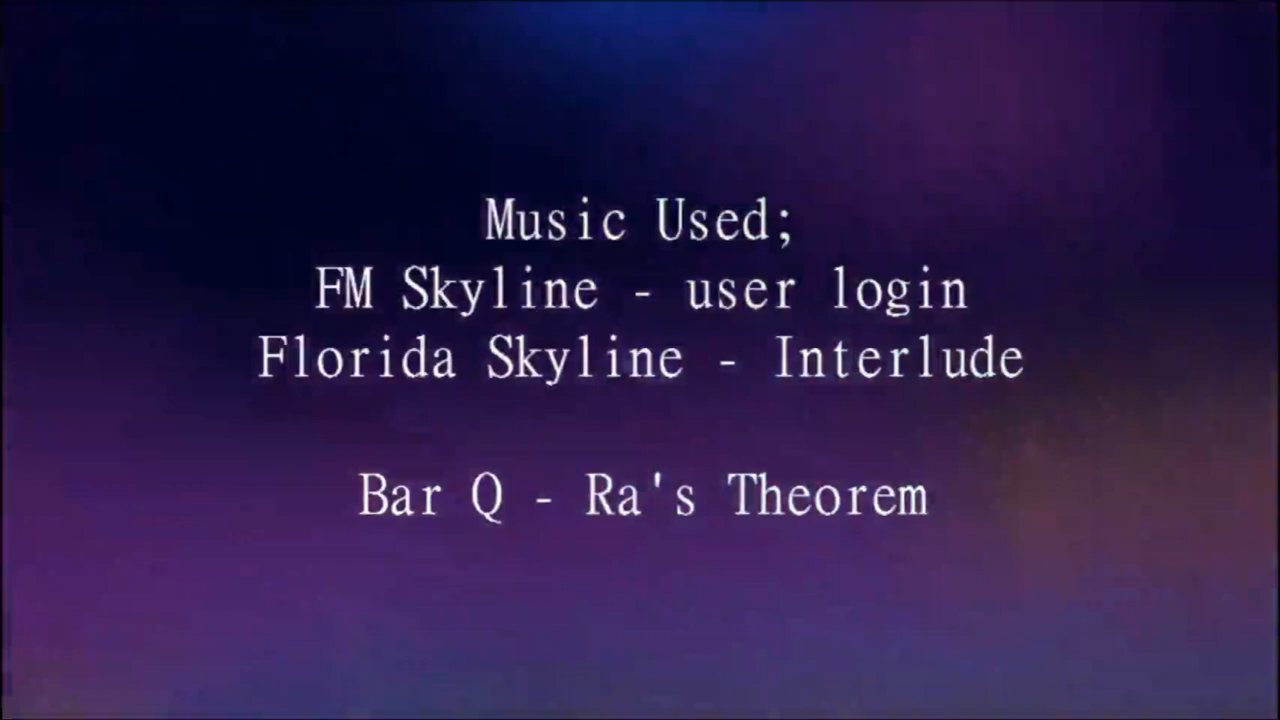 Music Used;
FM Skyline - user login
Florida Skyline - Interlude
Bar Q - Ra's Theorem